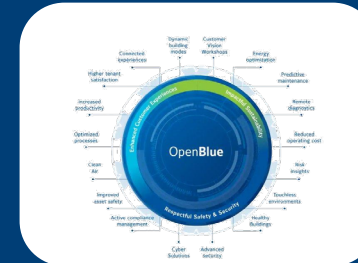 Dynamic
building
modes
Customer
Vision
Workshops
Connected
experiences
Energy
optimization
Higher tenant
satisfaction
Predictive
maintenance
Increased
productivity
Remote
diagnostics
Optimized
processes
Reduced
operating cost
Clean
Air
Risk
insights
Improved
asset safety
Touchless
environments
Active compliance
management
Healthy
Buildings
Cyber
Solutions
Advanced
Security
Enhanced Customer Experiences
Impactful Sustainability
Respectful Safety & Security
OpenBlue